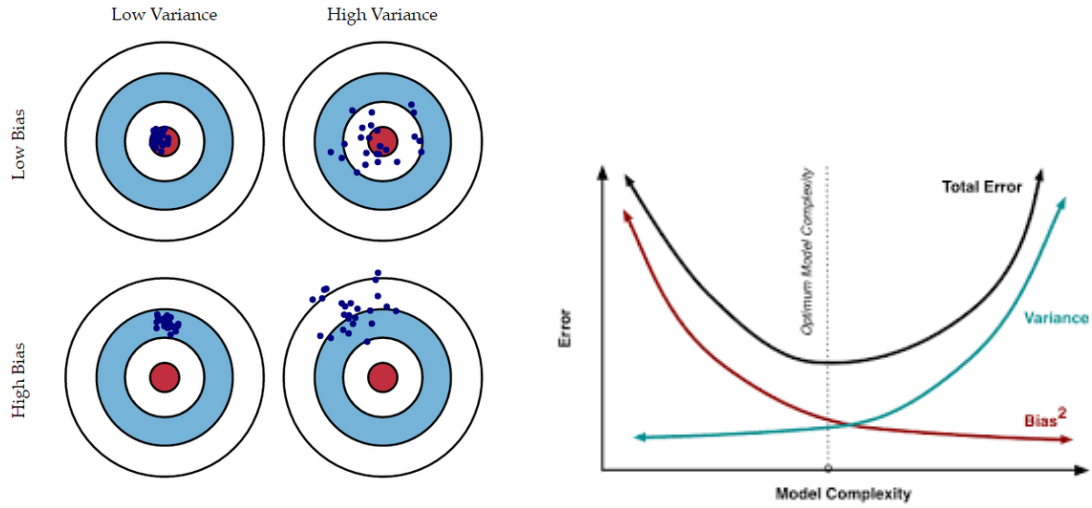 Low Variance
High Variance
Low Bias
High Bias
Total Error
Optimum Model Complexity
Variance
Error
Bias²
Model Complexity